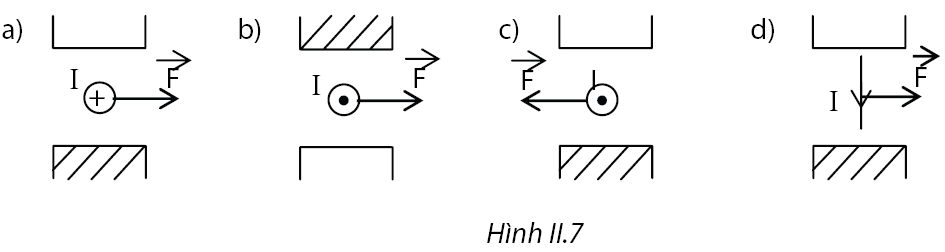 a) I F
b) I F
c) F I
d) I F
Hình II.7